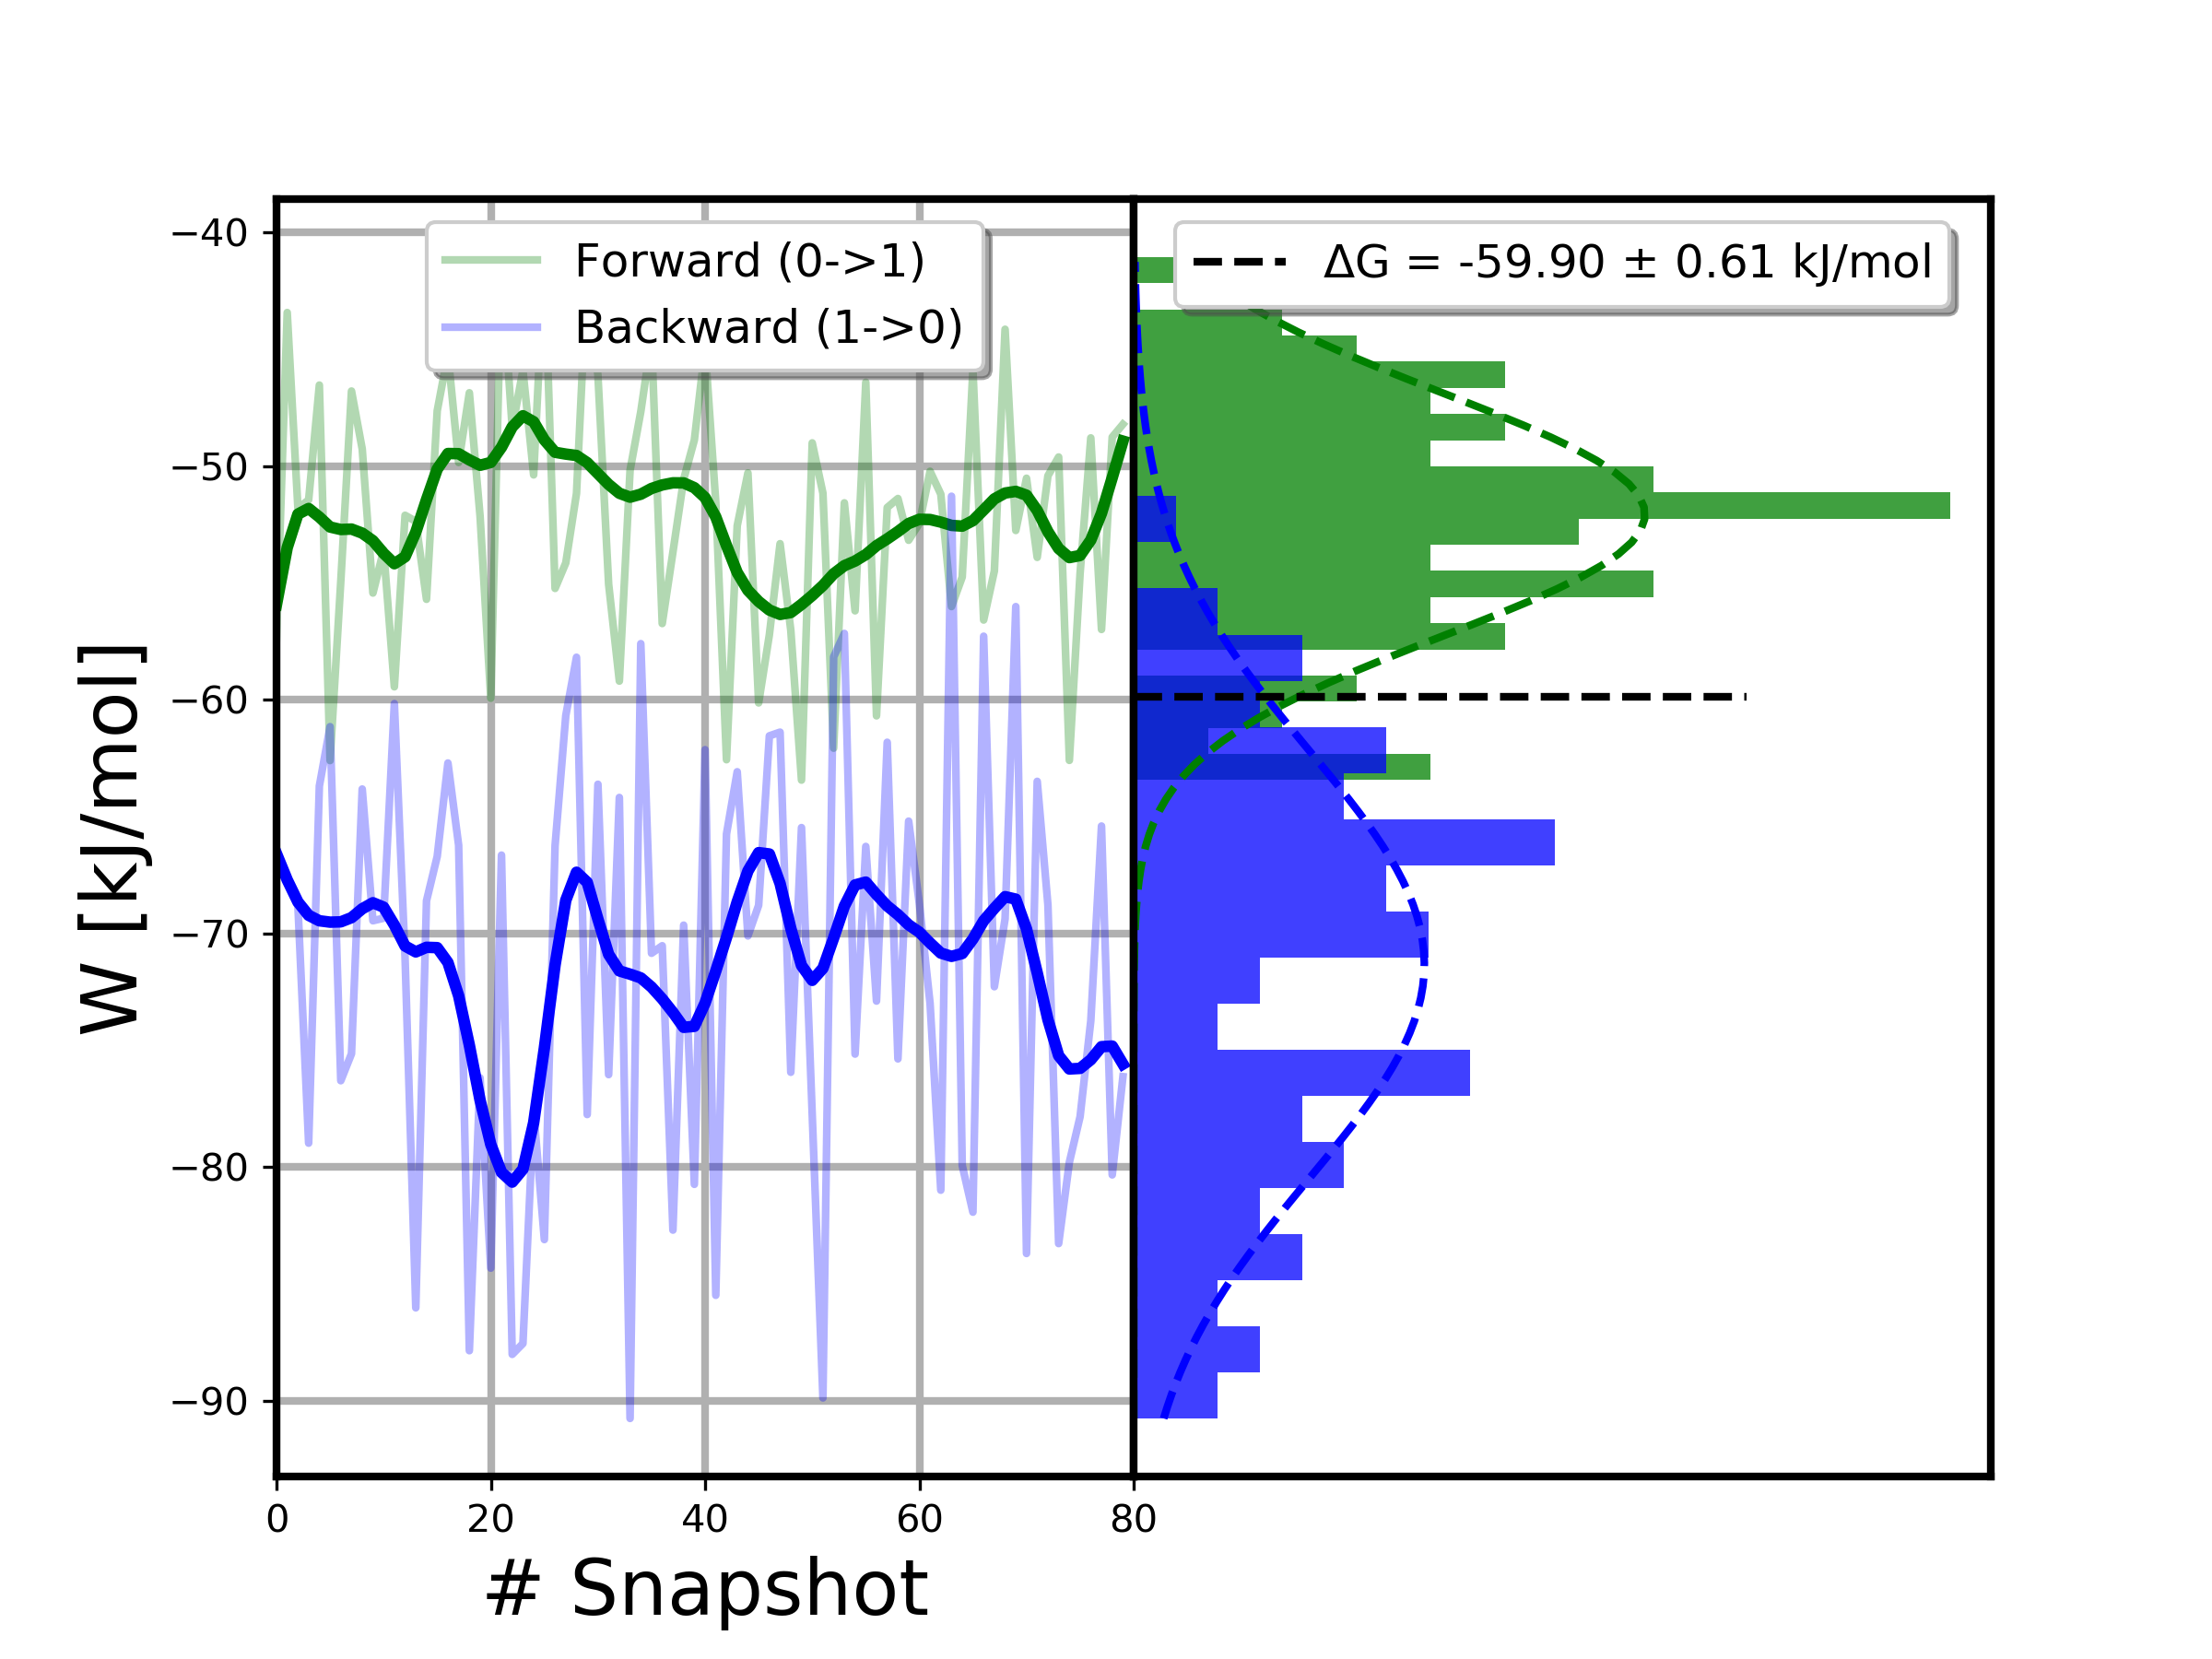 Forward (0->1)
Backward (1->0)
ΔG = -59.90 ± 0.61 kJ/mol
W [kJ/mol]
−40
−50
−60
−70
−80
−90
0 20 40 60 80
# Snapshot